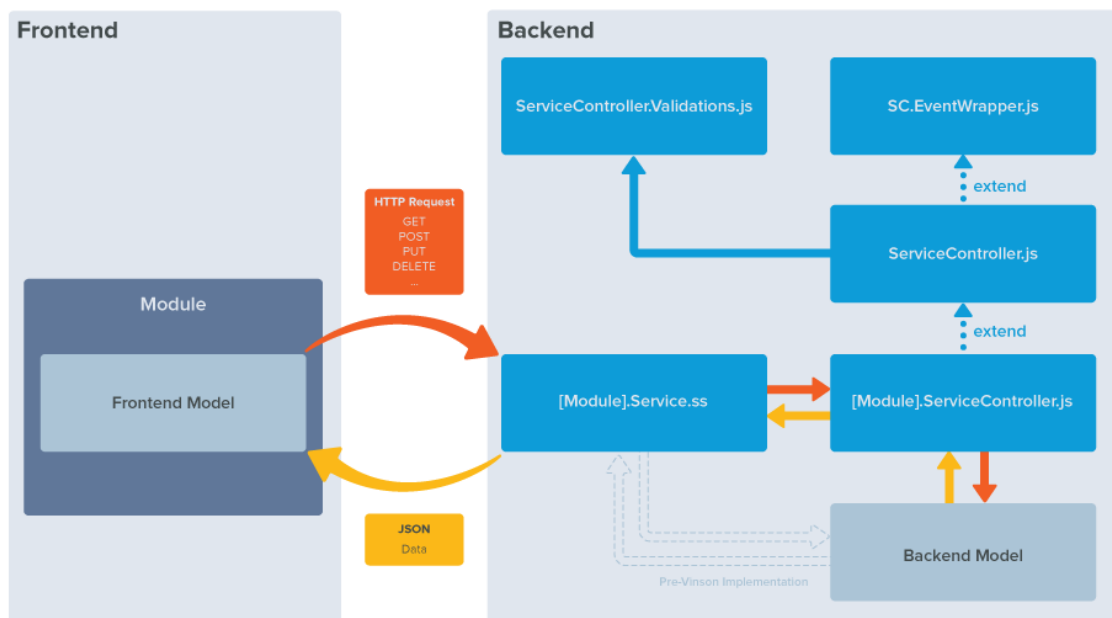 Frontend
Backend
ServiceController.Validations.js
SC.EventWrapper.js
extend
HTTP Request
GET
POST
PUT
DELETE
...
ServiceController.js
Module
extend
Frontend Model
[Module].Service.ss
[Module].ServiceController.js
JSON
Data
Backend Model
Pre-Vinson Implementation